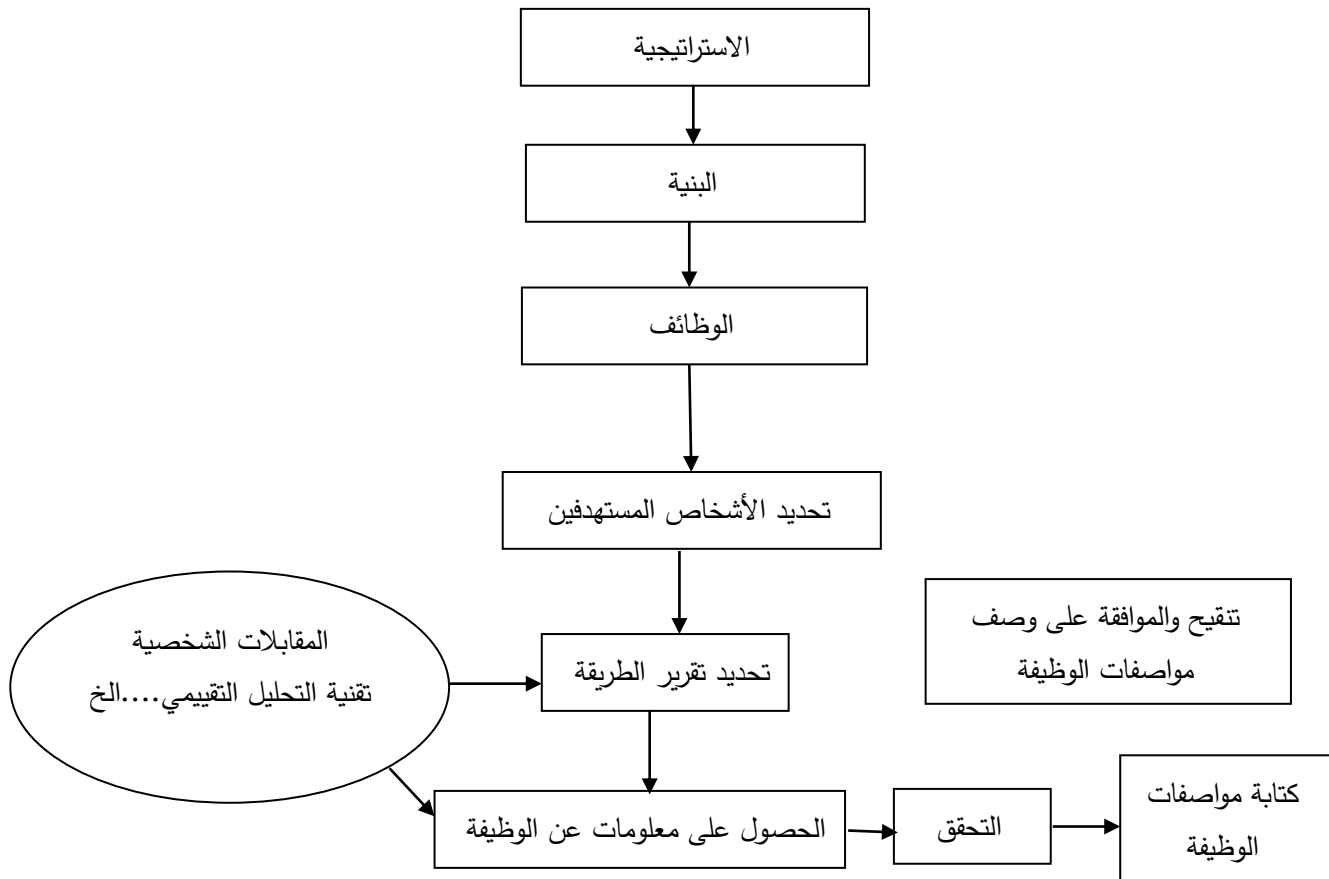 الاستراتيجية
البنية
الوظائف
تحديد الأشخاص المستهدفين
تنقيح والموافقة على وصف
مواصفات الوظيفة
المقابلات الشخصية
تقنية التحليل التقييمي....الخ
تحديد تقرير الطريقة
الحصول على معلومات عن الوظيفة
التحقق
كتابة مواصفات
الوظيفة